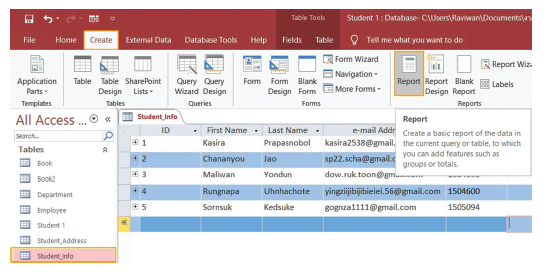 Table Tools
Student 1 : Database- C:\Users\Raviwan\Documents\
File Home Create External Data Database Tools Help Fields Table Tell me what you want to do
Application Parts
Table
Table Design
SharePoint Lists
Query Wizard
Query Design
Form
Form Design
Blank Form
Form Wizard
Navigation
More Forms
Report
Report Design
Blank Report
Report Wiza
Labels
Templates Tables Queries Forms Reports
All Access ...
Search...
Tables
Book
Book2
Department
Employee
Student 1
Student_Address
Student_Info
Student_Info
ID First Name Last Name e-mail Addr
1 Kasira Prapasnobol kasira2538@gmail.
2 Chananyou Jao sp22.scha@gmail.c
3 Maliwan Yondun dow.ruk.toon@gm
4 Rungnapa Uhnhachote yingziijibjibieiei.56@gmail.com 1504600
5 Sornsuk Kedsuke gognza1111@gmail.com 1505094
Report
Create a basic report of the data in
the current query or table, to which
you can add features such as
groups or totals.